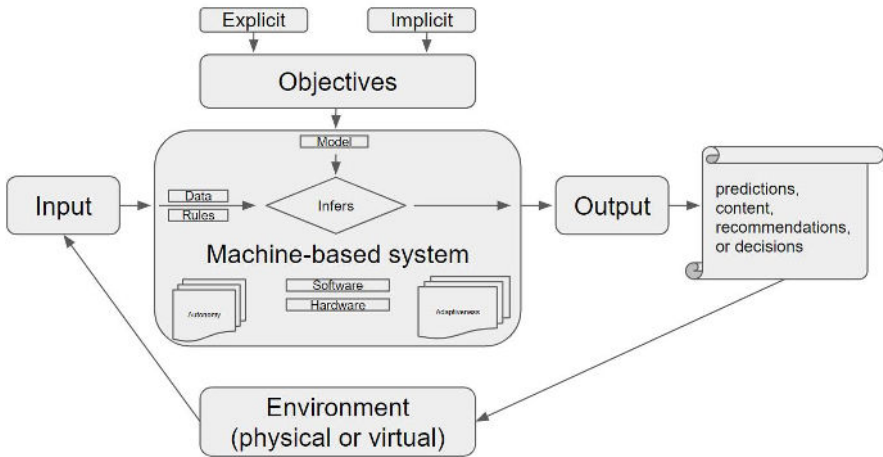 Explicit
Implicit
Objectives
Model
Input
Data
Rules
Infers
Output
predictions,
content,
recommendations,
or decisions
Machine-based system
Software
Hardware
Autonomy
Adaptiveness
Environment
(physical or virtual)